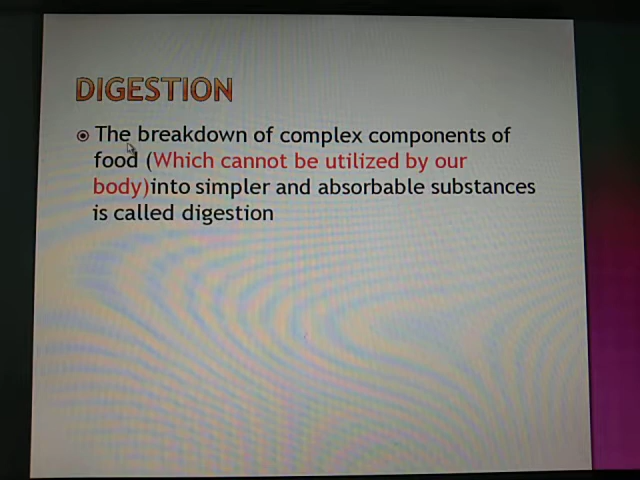 DIGESTION
The breakdown of complex components of
food (Which cannot be utilized by our
body)into simpler and absorbable substances
is called digestion